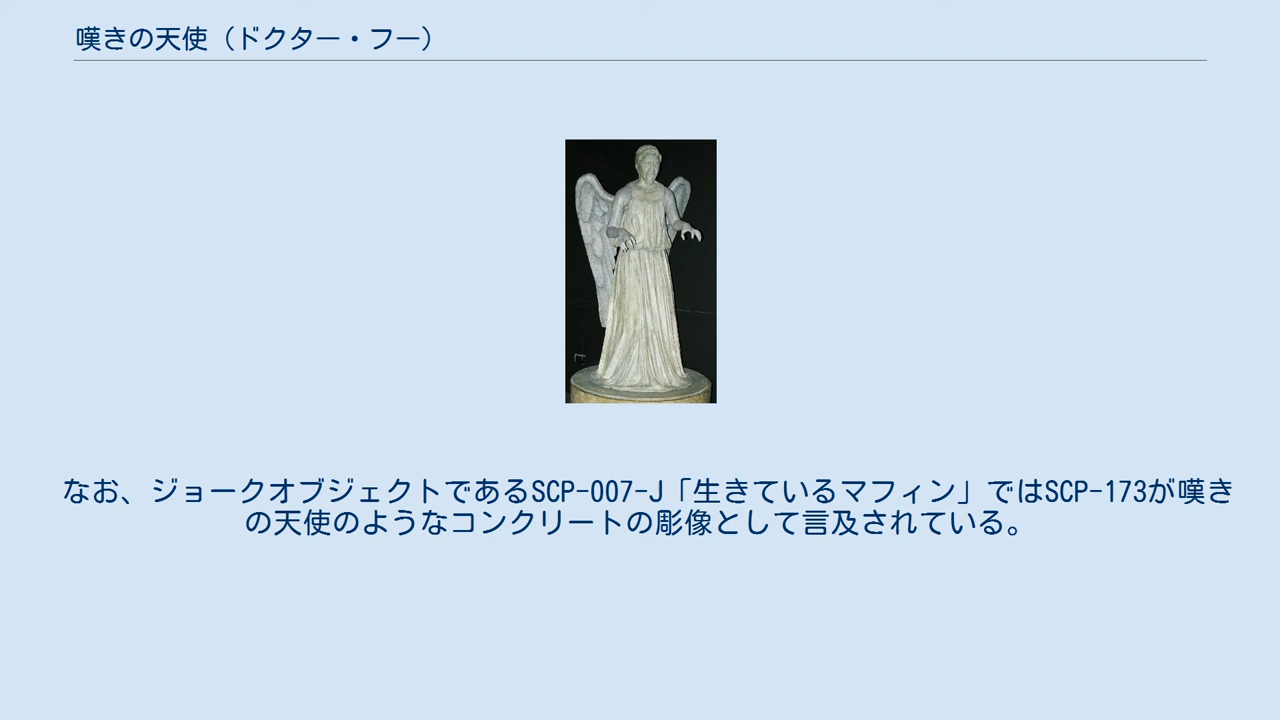 嘆きの天使（ドクター・フー）
なお、ジョークオブジェクトであるSCP-007-J「生きているマフィン」ではSCP-173が嘆き
の天使のようなコンクリートの彫像として言及されている。